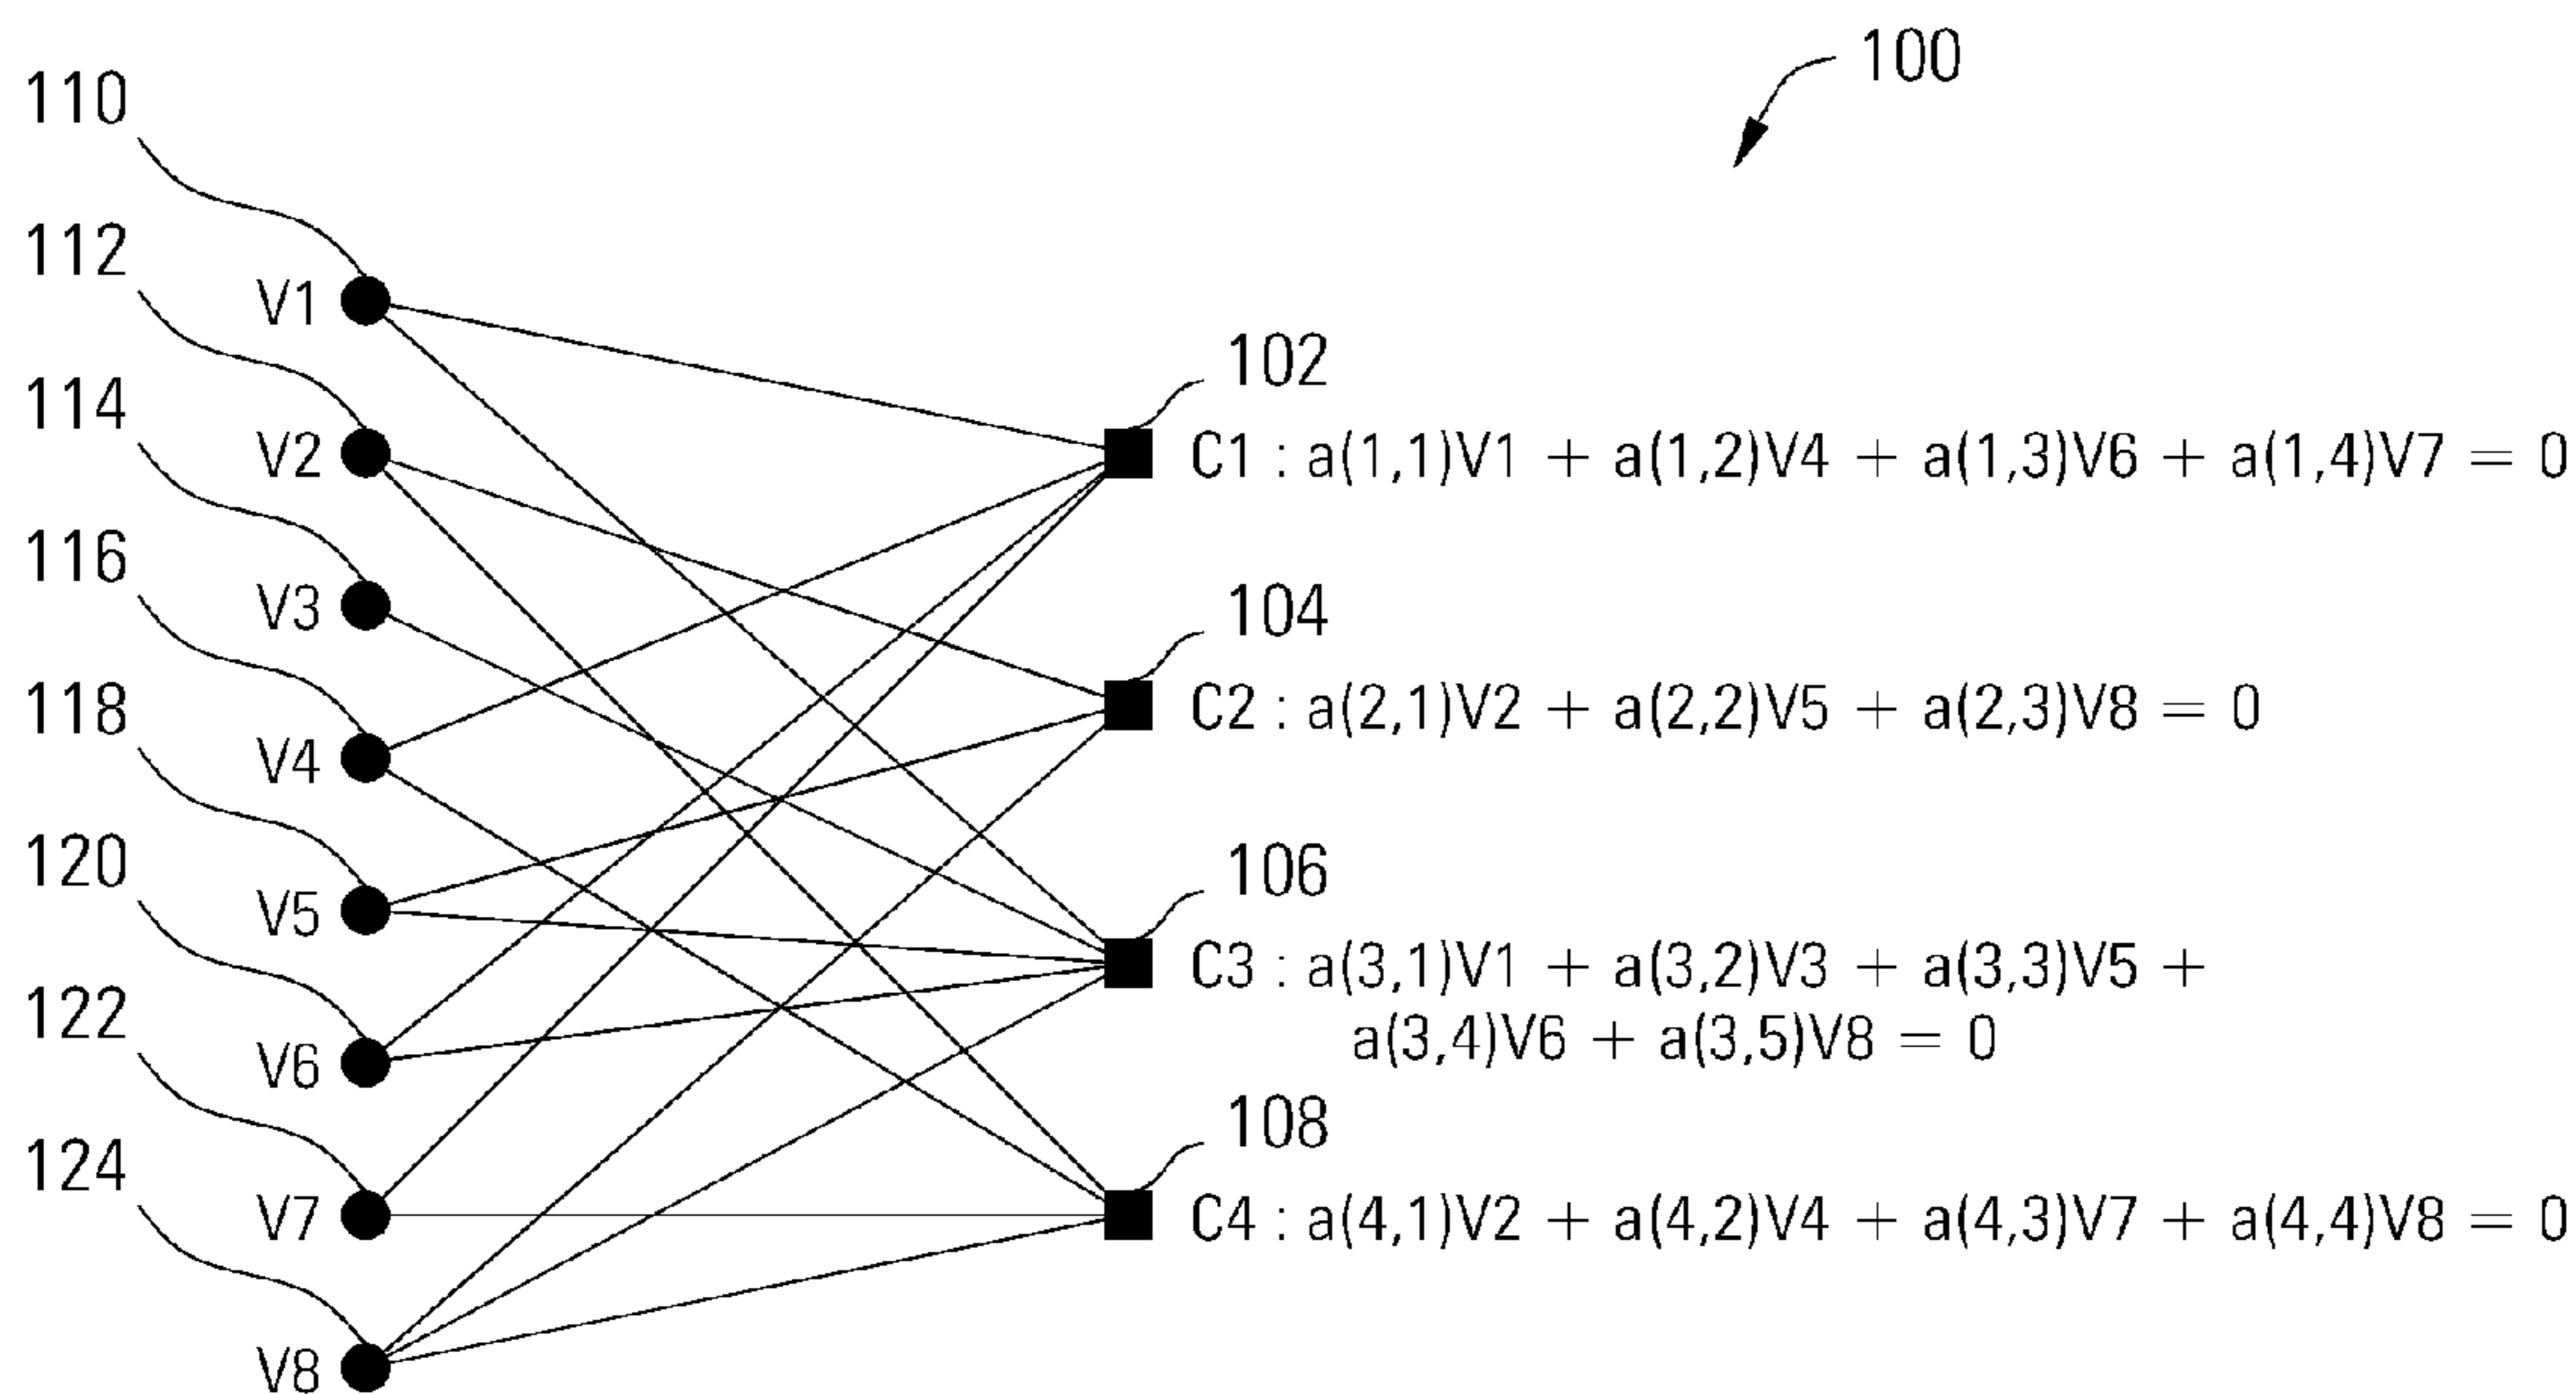 100
110
112
V1
102
114
V2
C1 : a(1,1)V1 + a(1,2)V4 + a(1,3)V6 + a(1,4)V7 = 0
116
V3
104
118
V4
C2 : a(2,1)V2 + a(2,2)V5 + a(2,3)V8 = 0
120
V5
106
C3 : a(3,1)V1 + a(3,2)V3 + a(3,3)V5 +
a(3,4)V6 + a(3,5)V8 = 0
122
V6
108
124
V7
C4 : a(4,1)V2 + a(4,2)V4 + a(4,3)V7 + a(4,4)V8 = 0
V8